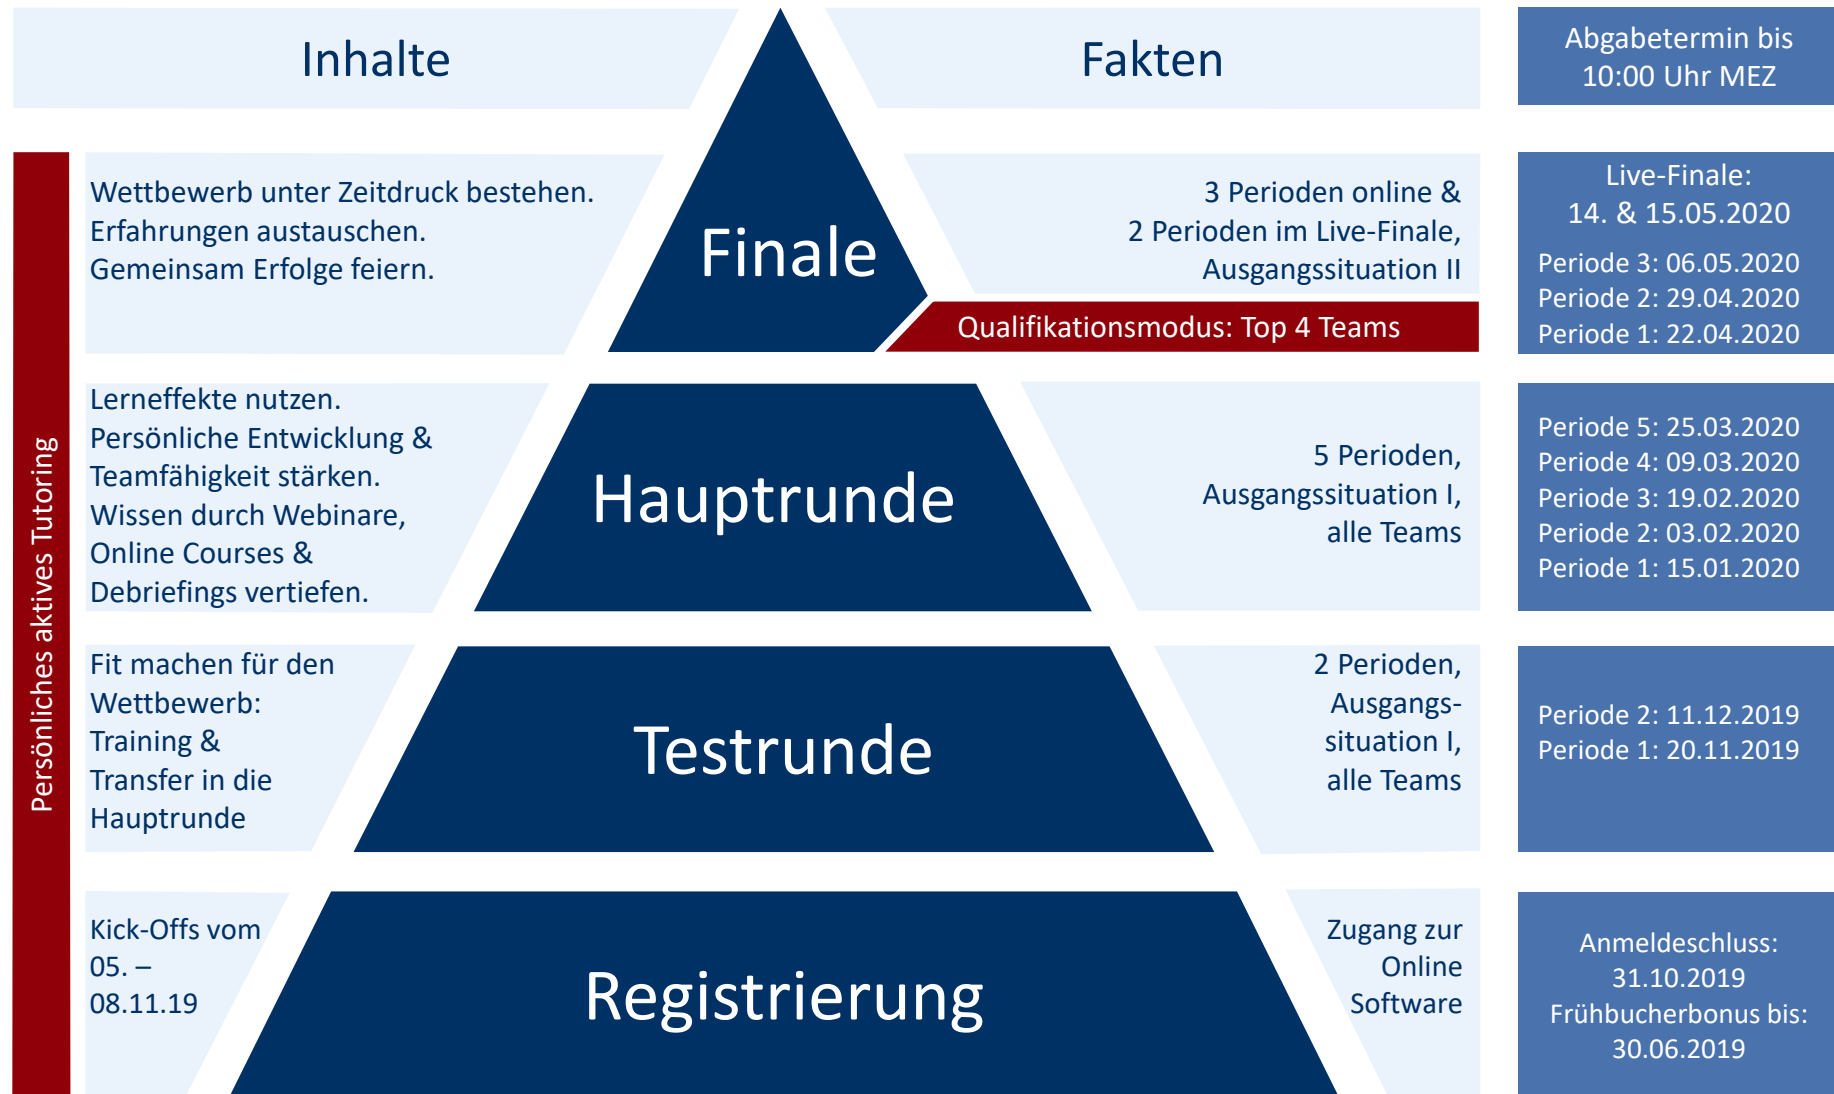 Inhalte
Fakten
Abgabetermin bis
10:00 Uhr MEZ
Persönliches aktives Tutoring
Wettbewerb unter Zeitdruck bestehen.
Erfahrungen austauschen.
Gemeinsam Erfolge feiern.
Finale
3 Perioden online &
2 Perioden im Live-Finale,
Ausgangssituation II
Qualifikationsmodus: Top 4 Teams
Live-Finale:
14. & 15.05.2020
Periode 3: 06.05.2020
Periode 2: 29.04.2020
Periode 1: 22.04.2020
Lerneffekte nutzen.
Persönliche Entwicklung &
Teamfähigkeit stärken.
Wissen durch Webinare,
Online Courses &
Debriefings vertiefen.
Hauptrunde
5 Perioden,
Ausgangssituation I,
alle Teams
Periode 5: 25.03.2020
Periode 4: 09.03.2020
Periode 3: 19.02.2020
Periode 2: 03.02.2020
Periode 1: 15.01.2020
Fit machen für den
Wettbewerb:
Training &
Transfer in die
Hauptrunde
Testrunde
2 Perioden,
Ausgangs-
situation I,
alle Teams
Periode 2: 11.12.2019
Periode 1: 20.11.2019
Kick-Offs vom
05. –
08.11.19
Registrierung
Zugang zur
Online
Software
Anmeldeschluss:
31.10.2019
Frühbucherbonus bis:
30.06.2019